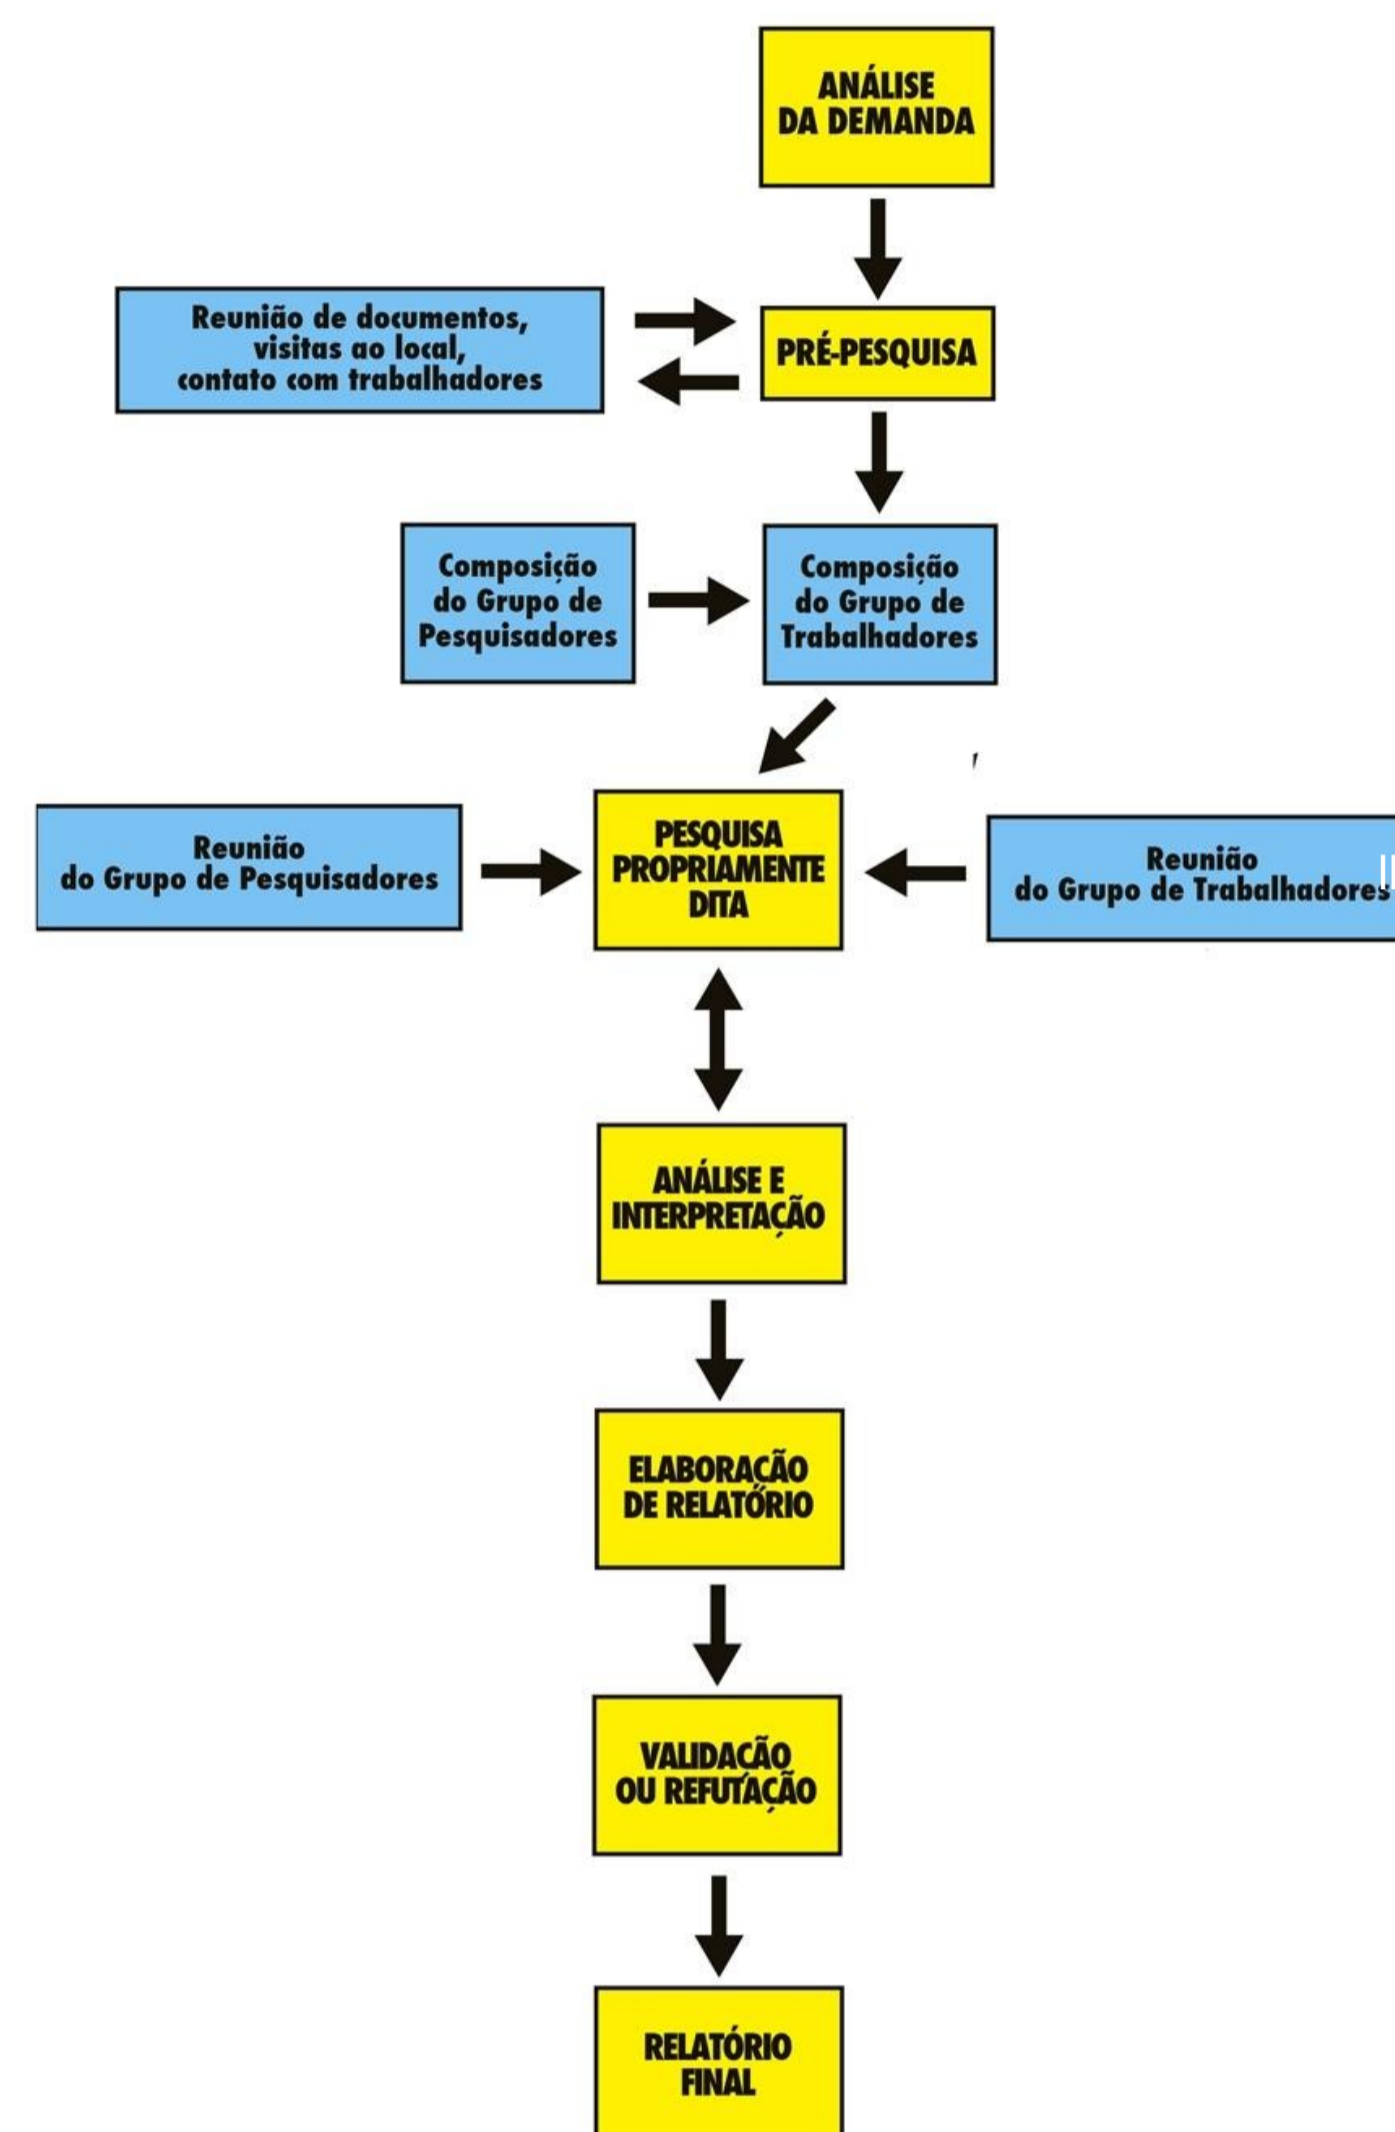 ANÁLISE
DA DEMANDA
Reunião de documentos,
visitas ao local,
contato com trabalhadores
PRÉ-PESQUISA
Composição
do Grupo de
Pesquisadores
Composição
do Grupo de
Trabalhadores
Reunião
do Grupo de Pesquisadores
PESQUISA
PROPRIAMENTE
DITA
Reunião
do Grupo de Trabalhadores
ANÁLISE E
INTERPRETAÇÃO
ELABORAÇÃO
DE RELATÓRIO
VALIDAÇÃO
OU REFUTAÇÃO
RELATÓRIO
FINAL